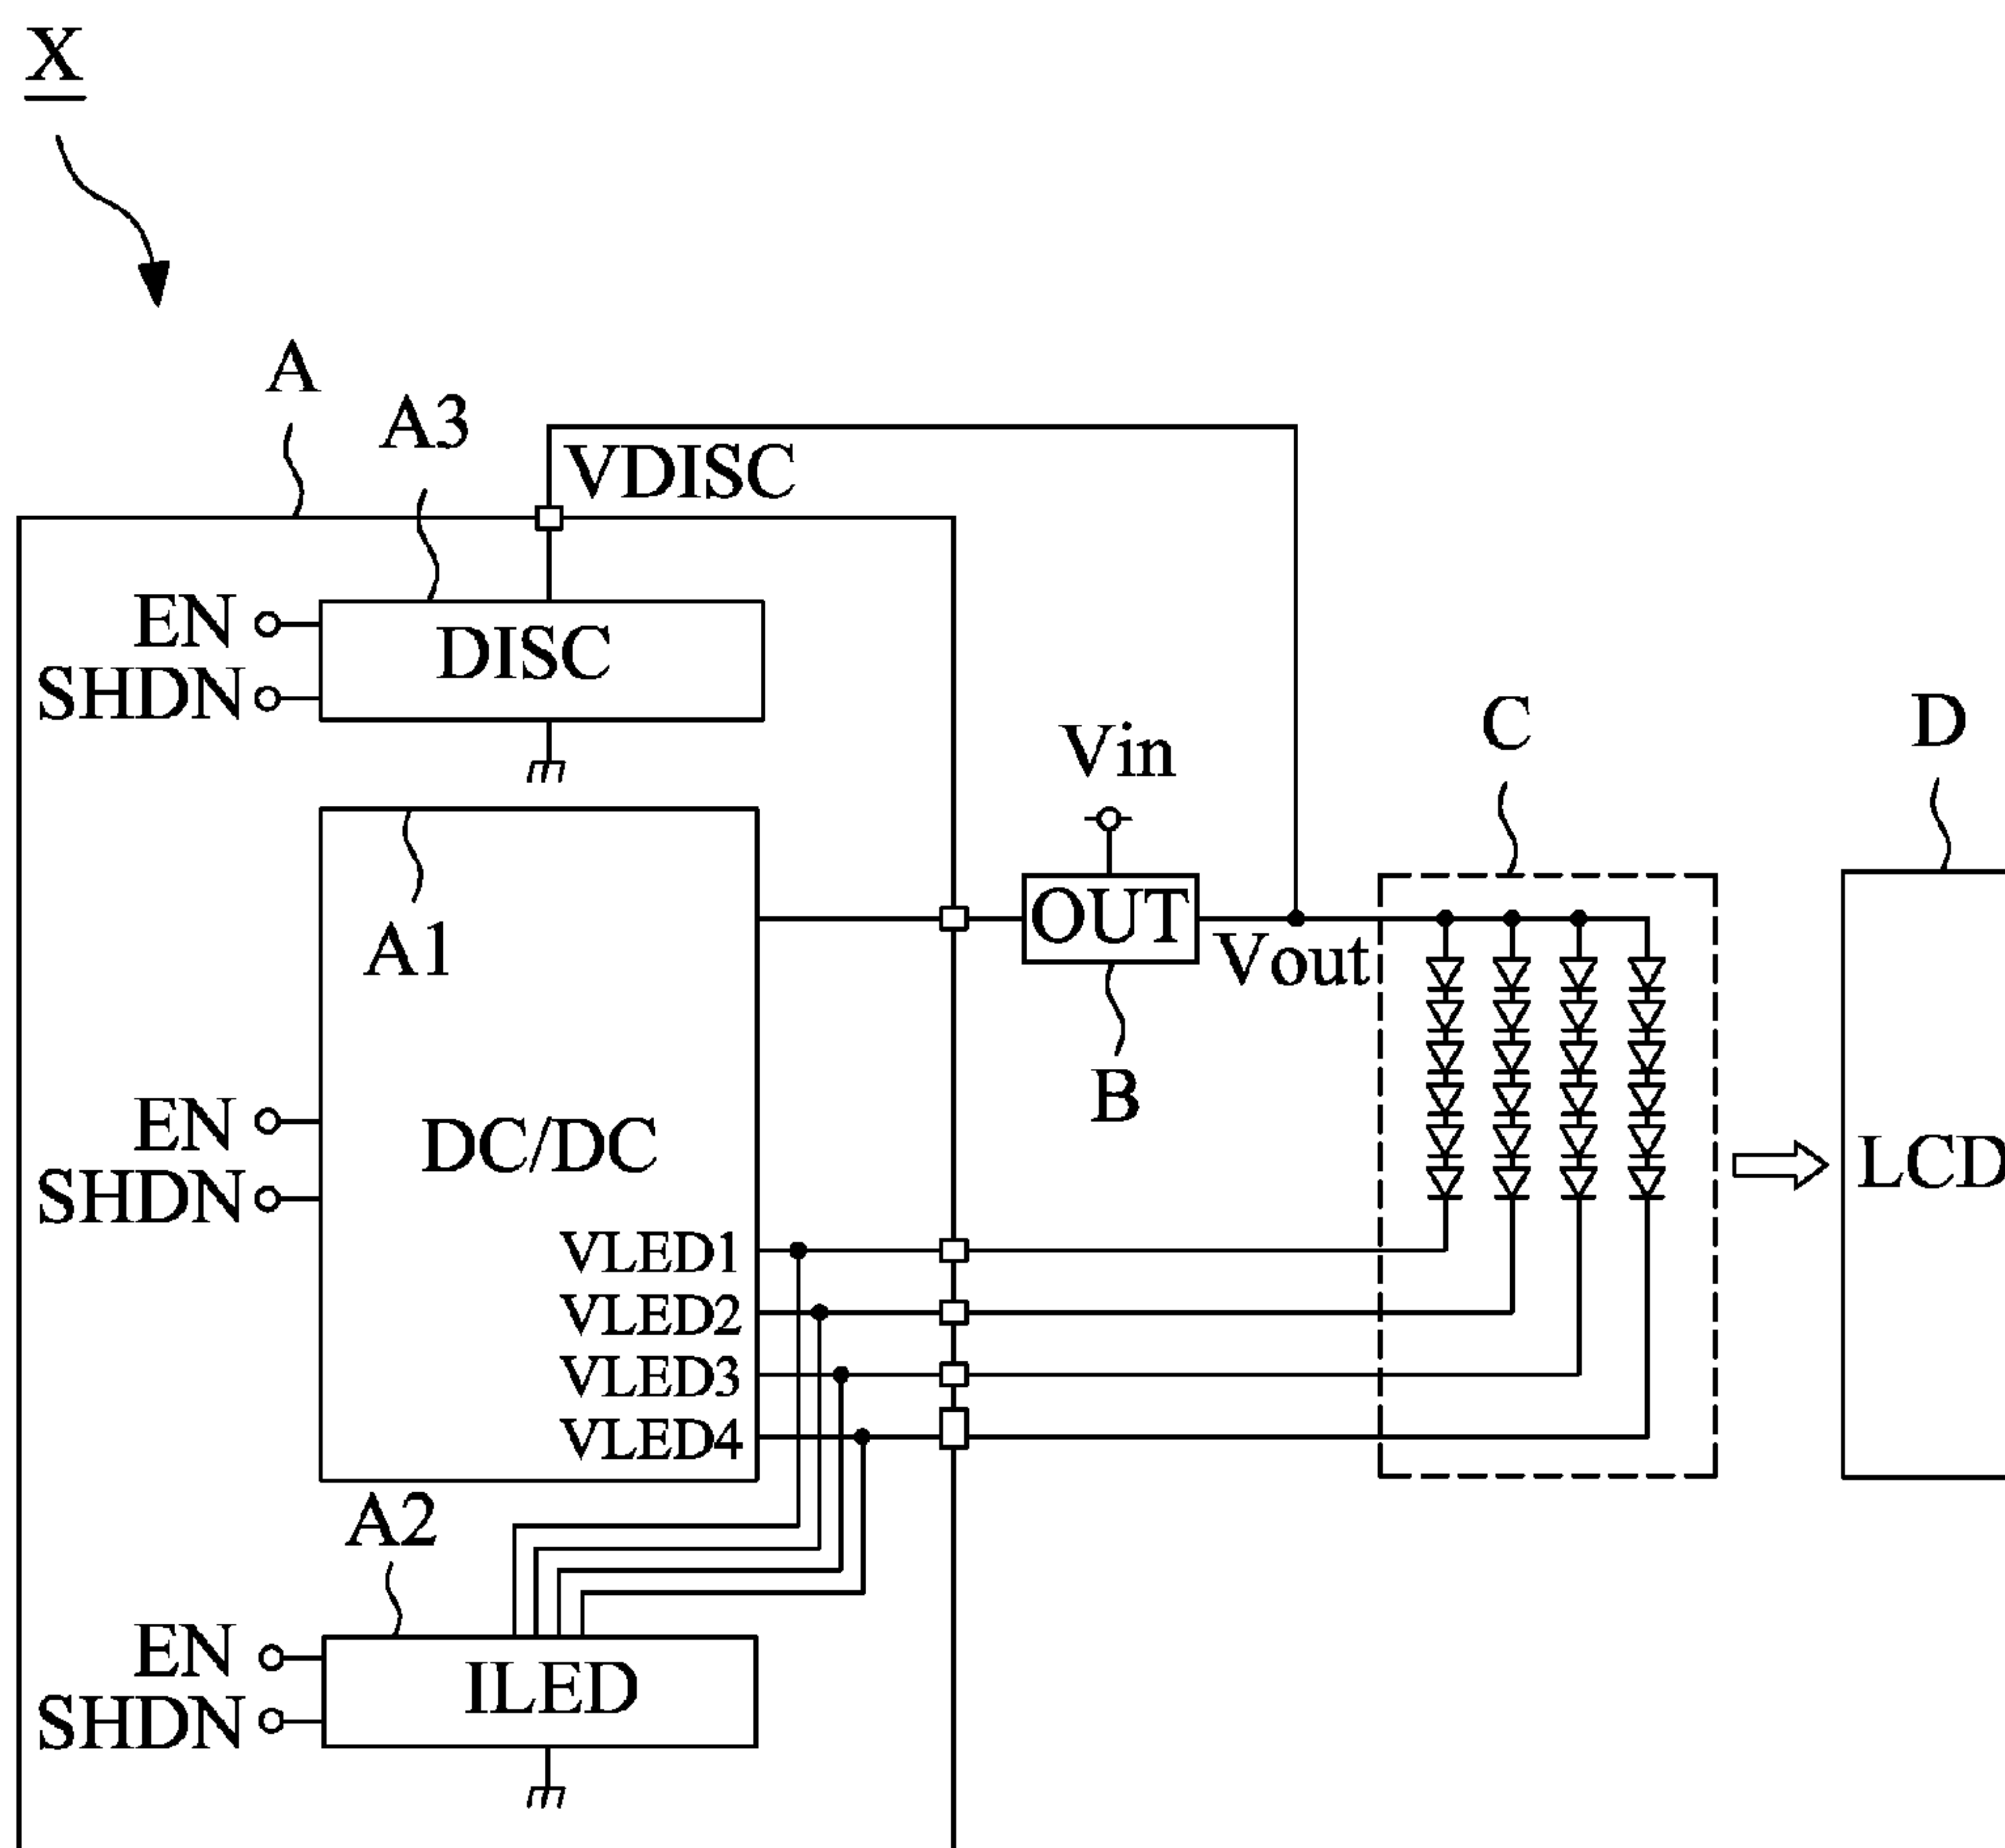 X
A
A3
VDISC
EN
SHDN
DISC
Vin
C
D
OUT
Vout
A1
B
EN
SHDN
DC/DC
LCD
VLED1
VLED2
VLED3
VLED4
A2
EN
SHDN
ILED